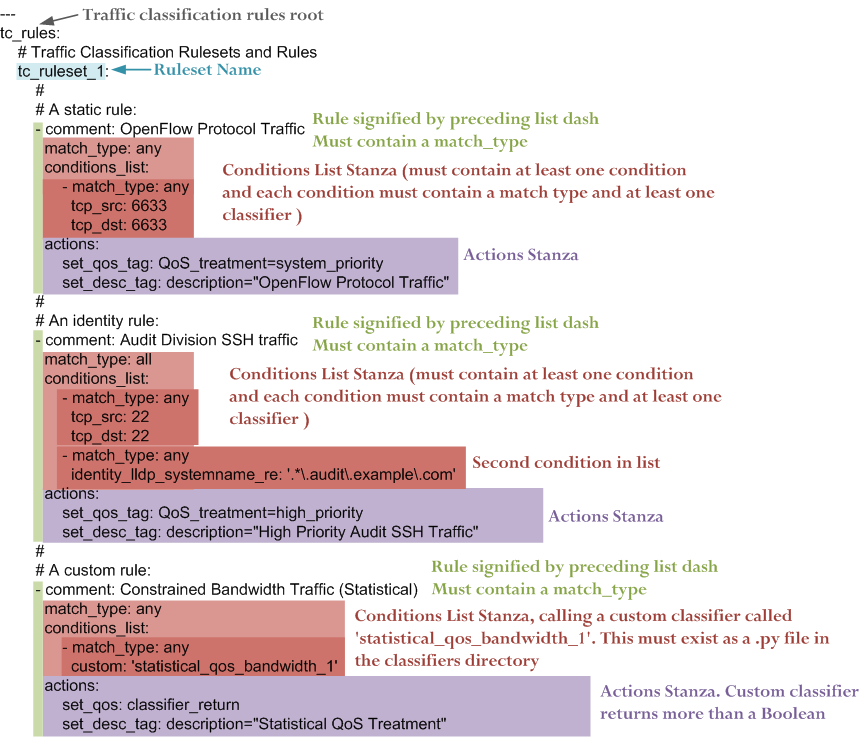 ---
Traffic classification rules root
tc_rules:
# Traffic Classification Rulesets and Rules
tc_ruleset_1:
Ruleset Name
#
# A static rule:
Rule signified by preceding list dash
- comment: OpenFlow Protocol Traffic
Must contain a match_type
match_type: any
conditions_list:
Conditions List Stanza (must contain at least one condition
- match_type: any
and each condition must contain a match type and at least one
tcp_src: 6633
classifier )
tcp_dst: 6633
actions:
Actions Stanza
set_qos_tag: QoS_treatment=system_priority
set_desc_tag: description="OpenFlow Protocol Traffic"
#
# An identity rule:
Rule signified by preceding list dash
- comment: Audit Division SSH traffic
Must contain a match_type
match_type: all
conditions_list:
Conditions List Stanza (must contain at least one condition
- match_type: any
and each condition must contain a match type and at least one
tcp_src: 22
classifier )
tcp_dst: 22
- match_type: any
Second condition in list
identity_lldp_systemname_re: '.*\.audit\.example\.com'
actions:
set_qos_tag: QoS_treatment=high_priority
Actions Stanza
set_desc_tag: description="High Priority Audit SSH Traffic"
#
# A custom rule:
Rule signified by preceding list dash
- comment: Constrained Bandwidth Traffic (Statistical)
Must contain a match_type
match_type: any
Conditions List Stanza, calling a custom classifier called
conditions_list:
'statistical_qos_bandwidth_1'. This must exist as a .py file in
- match_type: any
the classifiers directory
custom: 'statistical_qos_bandwidth_1'
actions:
Actions Stanza. Custom classifier
set_qos: classifier_return
returns more than a Boolean
set_desc_tag: description="Statistical QoS Treatment"